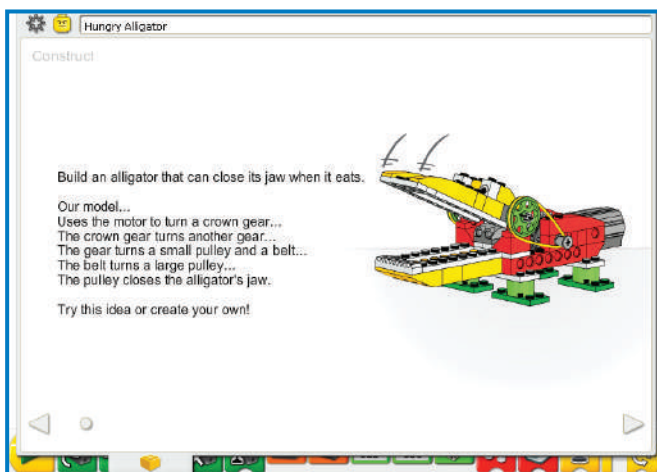 Hungry Alligator
Construct
Build an alligator that can close its jaw when it eats.
Our model...
Uses the motor to turn a crown gear...
The crown gear turns another gear...
The gear turns a small pulley and a belt...
The belt turns a large pulley...
The pulley closes the alligator's jaw.
Try this idea or create your own!